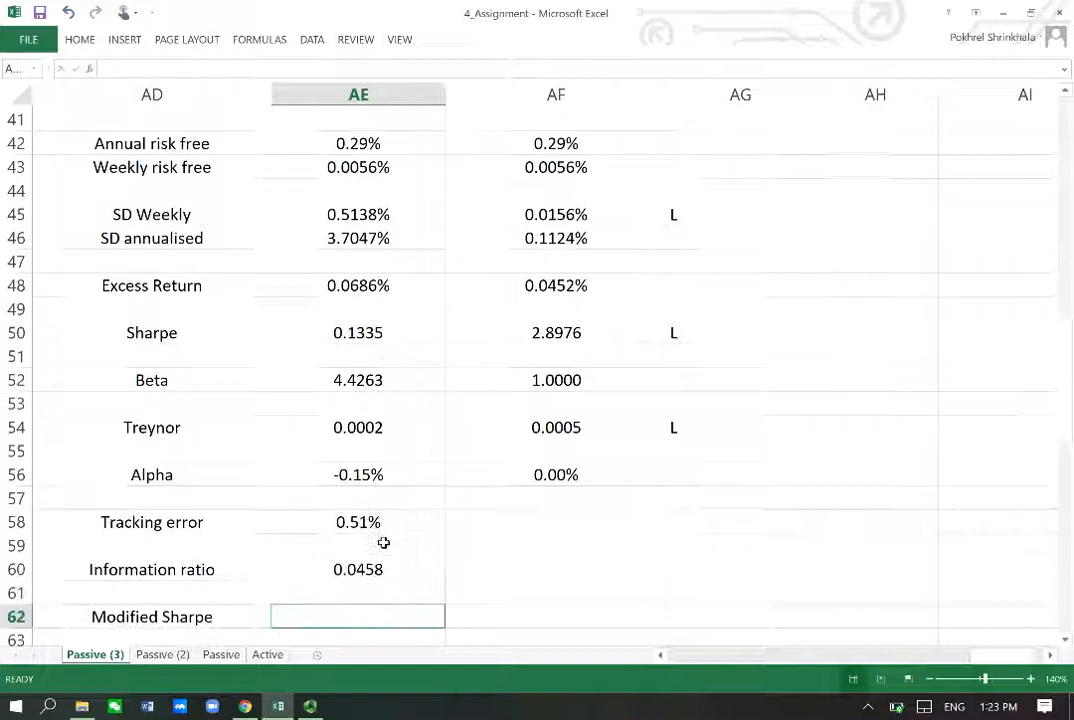 4_Assignment - Microsoft Excel
?
FILE HOME INSERT PAGE LAYOUT FORMULAS DATA REVIEW VIEW
Pokhrel Shrinkhala
A...
AD AE AF AG AH AI
41
42 Annual risk free 0.29% 0.29%
43 Weekly risk free 0.0056% 0.0056%
44
45 SD Weekly 0.5138% 0.0156% L
46 SD annualised 3.7047% 0.1124%
47
48 Excess Return 0.0686% 0.0452%
49
50 Sharpe 0.1335 2.8976 L
51
52 Beta 4.4263 1.0000
53
54 Treynor 0.0002 0.0005 L
55
56 Alpha -0.15% 0.00%
57
58 Tracking error 0.51%
59
60 Information ratio 0.0458
61
62 Modified Sharpe
63
Passive (3) Passive (2) Passive Active
READY 140%
ENG 1:23 PM